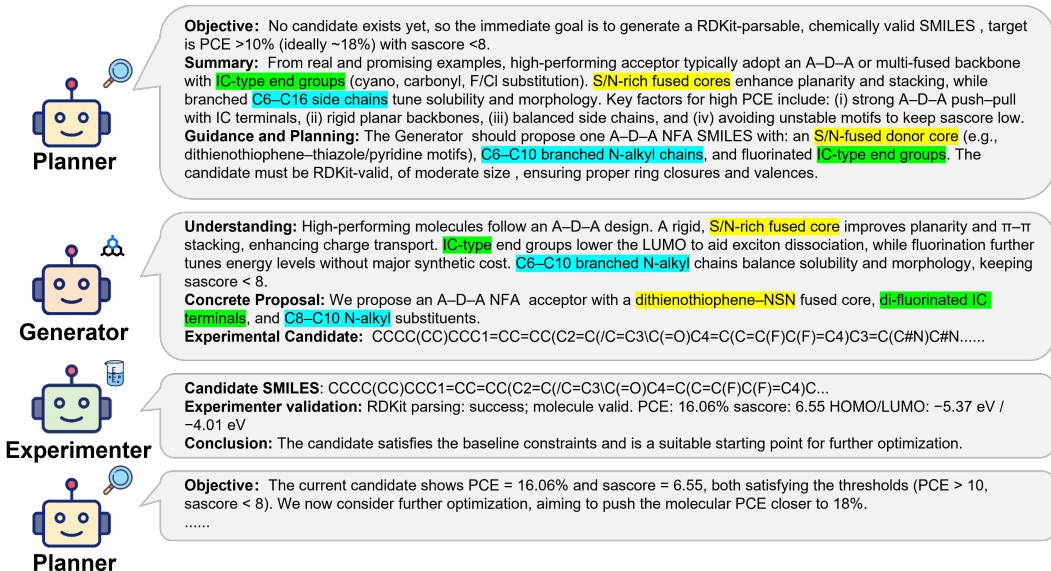 Objective: No candidate exists yet, so the immediate goal is to generate a RDKit-parsable, chemically valid SMILES , target
is PCE >10% (ideally ~18%) with sascore <8.
Summary: From real and promising examples, high-performing acceptor typically adopt an A–D–A or multi-fused backbone
with IC-type end groups (cyano, carbonyl, F/Cl substitution). S/N-rich fused cores enhance planarity and stacking, while
branched C6–C16 side chains tune solubility and morphology. Key factors for high PCE include: (i) strong A–D–A push–pull
with IC terminals, (ii) rigid planar backbones, (iii) balanced side chains, and (iv) avoiding unstable motifs to keep sascore low.
Guidance and Planning: The Generator should propose one A–D–A NFA SMILES with: an S/N-fused donor core (e.g.,
dithienothiophene–thiazole/pyridine motifs), C6–C10 branched N-alkyl chains, and fluorinated IC-type end groups. The
candidate must be RDKit-valid, of moderate size , ensuring proper ring closures and valences.
Planner
Understanding: High-performing molecules follow an A–D–A design. A rigid, S/N-rich fused core improves planarity and π–π
stacking, enhancing charge transport. IC-type end groups lower the LUMO to aid exciton dissociation, while fluorination further
tunes energy levels without major synthetic cost. C6–C10 branched N-alkyl chains balance solubility and morphology, keeping
sascore < 8.
Concrete Proposal: We propose an A–D–A NFA acceptor with a dithienothiophene–NSN fused core, di-fluorinated IC
terminals, and C8–C10 N-alkyl substituents.
Experimental Candidate: CCCC(CC)CCC1=CC=CC(C2=C(/C=C3\C(=O)C4=C(C=C(F)C(F)=C4)C3=C(C#N)C#N......
Generator
Candidate SMILES: CCCC(CC)CCC1=CC=CC(C2=C(/C=C3\C(=O)C4=C(C=C(F)C(F)=C4)C...
Experimenter validation: RDKit parsing: success; molecule valid. PCE: 16.06% sascore: 6.55 HOMO/LUMO: −5.37 eV /
−4.01 eV
Conclusion: The candidate satisfies the baseline constraints and is a suitable starting point for further optimization.
Experimenter
Objective: The current candidate shows PCE = 16.06% and sascore = 6.55, both satisfying the thresholds (PCE > 10,
sascore < 8). We now consider further optimization, aiming to push the molecular PCE closer to 18%.
......
Planner